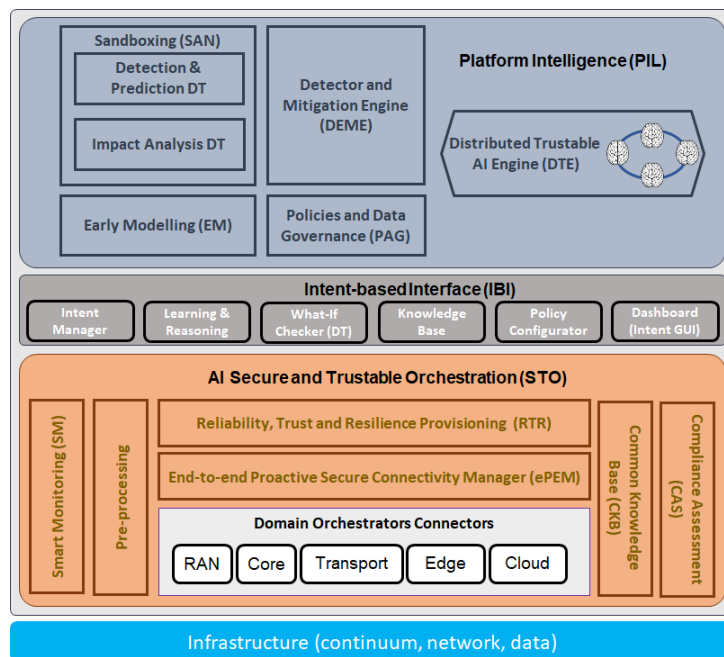 Sandboxing (SAN)
Detection &
Prediction DT
Impact Analysis DT
Detector and
Mitigation Engine
(DEME)
Platform Intelligence (PIL)
Distributed Trustable
AI Engine (DTE)
Early Modelling (EM)
Policies and Data
Governance (PAG)
Intent-based Interface (IBI)
Intent
Manager
Learning &
Reasoning
What-If
Checker (DT)
Knowledge
Base
Policy
Configurator
Dashboard
(Intent GUI)
AI Secure and Trustable Orchestration (STO)
Smart Monitoring (SM)
Pre-processing
Reliability, Trust and Resilience Provisioning (RTR)
End-to-end Proactive Secure Connectivity Manager (ePEM)
Domain Orchestrators Connectors
RAN
Core
Transport
Edge
Cloud
Common Knowledge
Base (CKB)
Compliance Assessment
(CAS)
Infrastructure (continuum, network, data)